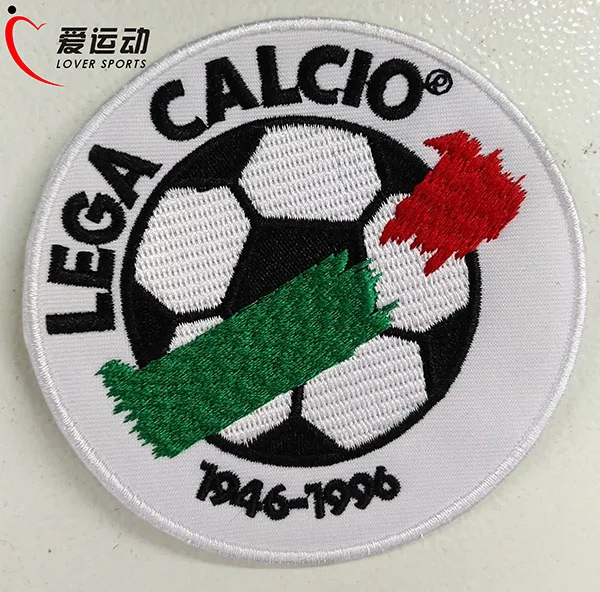 爱运动
LOVER SPORTS
LEGA CALCIO®
1946-1996